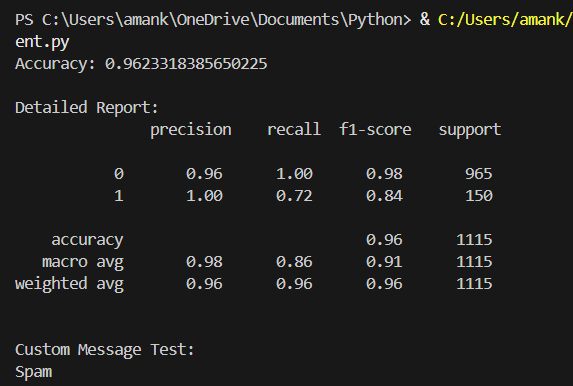 PS C:\Users\amank\OneDrive\Documents\Python> & C:/Users/amank/
ent.py
Accuracy: 0.9623318385650225
Detailed Report:
precision recall f1-score support
0 0.96 1.00 0.98 965
1 1.00 0.72 0.84 150
accuracy 0.96 1115
macro avg 0.98 0.86 0.91 1115
weighted avg 0.96 0.96 0.96 1115
Custom Message Test:
Spam